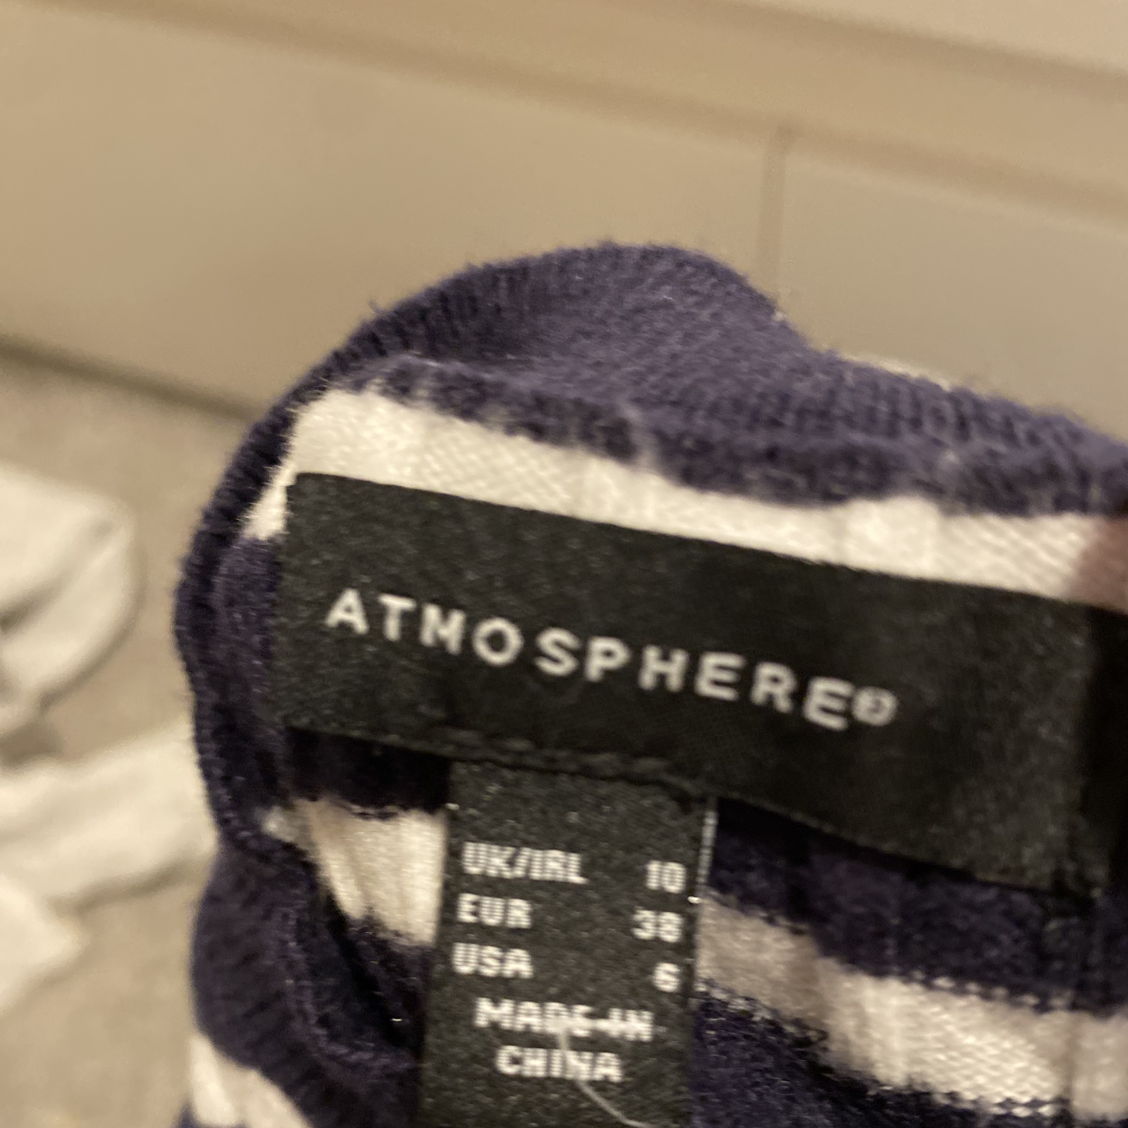 ATMOSPHERE®
UK/IRL 10
EUR 38
USA 6
MADE IN
CHINA